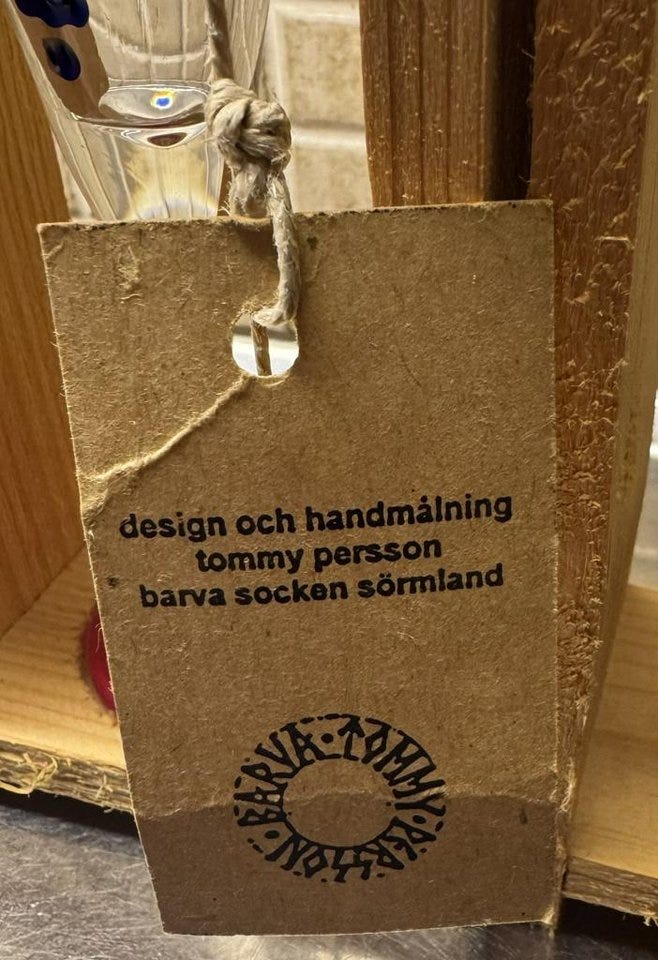 design och handmålning
tommy persson
barva socken sörmland
BARVA · TOMMY · PERSSON ·